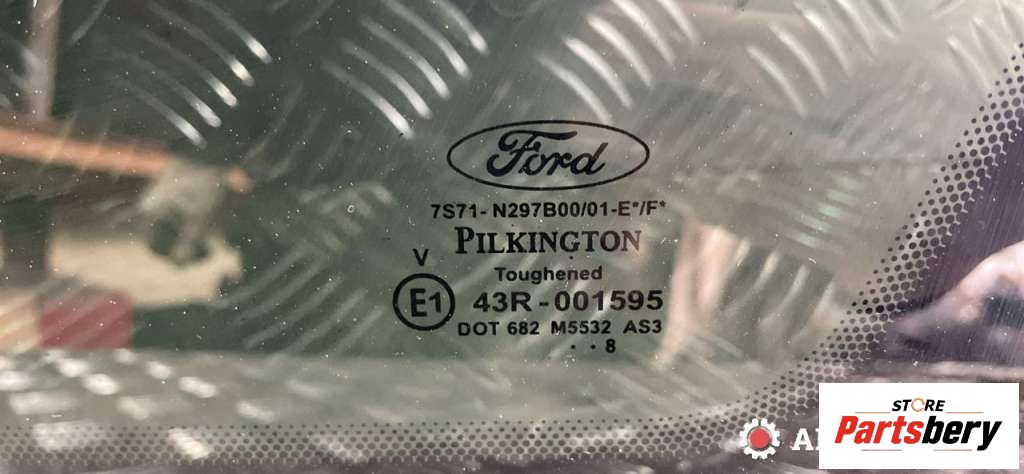 Ford
7S71- N297B00/01-E*/F*
PILKINGTON
V
Toughened
E1 43R-001595
DOT 682 M5532 AS3
. . 8
STORE
Partsbery